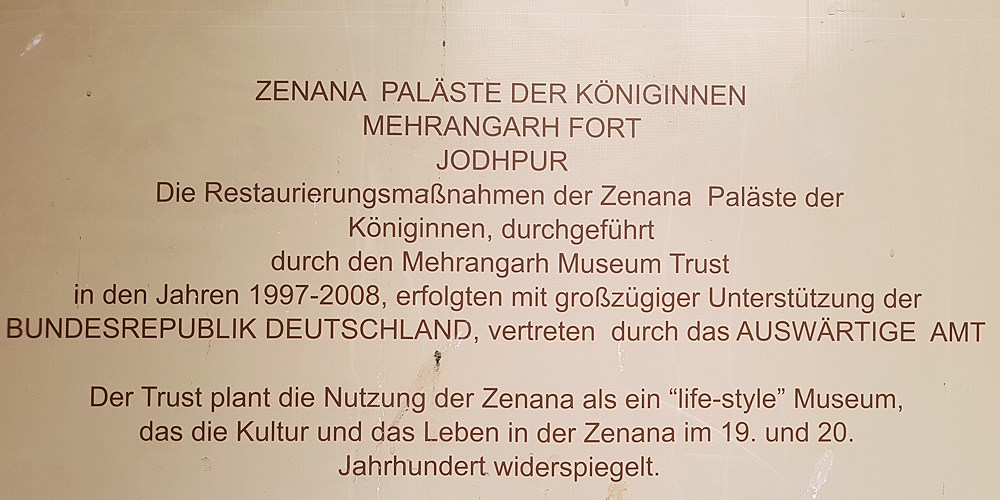 ZENANA PALÄSTE DER KÖNIGINNEN
MEHRANGARH FORT
JODHPUR
Die Restaurierungsmaßnahmen der Zenana Paläste der
Königinnen, durchgeführt
durch den Mehrangarh Museum Trust
in den Jahren 1997-2008, erfolgten mit großzügiger Unterstützung der
BUNDESREPUBLIK DEUTSCHLAND, vertreten durch das AUSWÄRTIGE AMT
Der Trust plant die Nutzung der Zenana als ein “life-style” Museum,
das die Kultur und das Leben in der Zenana im 19. und 20.
Jahrhundert widerspiegelt.